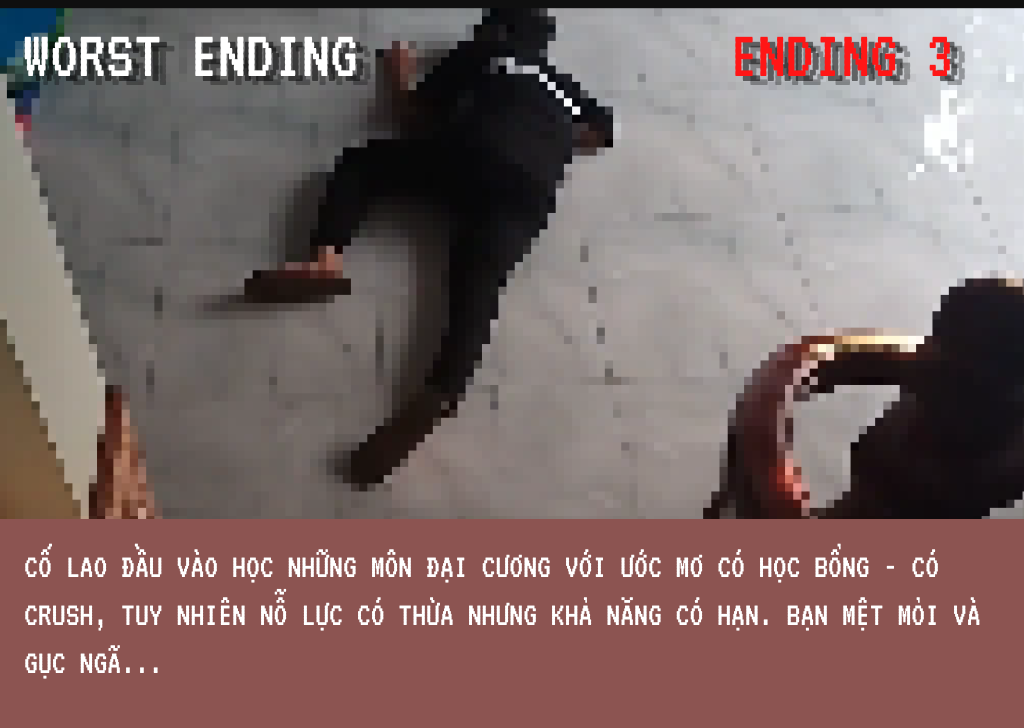 WORST ENDING
ENDING 3
CỐ LAO ĐẦU VÀO HỌC NHỮNG MÔN ĐẠI CƯƠNG VỚI ƯỚC MƠ CÓ HỌC BỔNG - CÓ
CRUSH, TUY NHIÊN NỖ LỰC CÓ THỪA NHƯNG KHẢ NĂNG CÓ HẠN. BẠN MỆT MỎI VÀ
GỤC NGÃ...